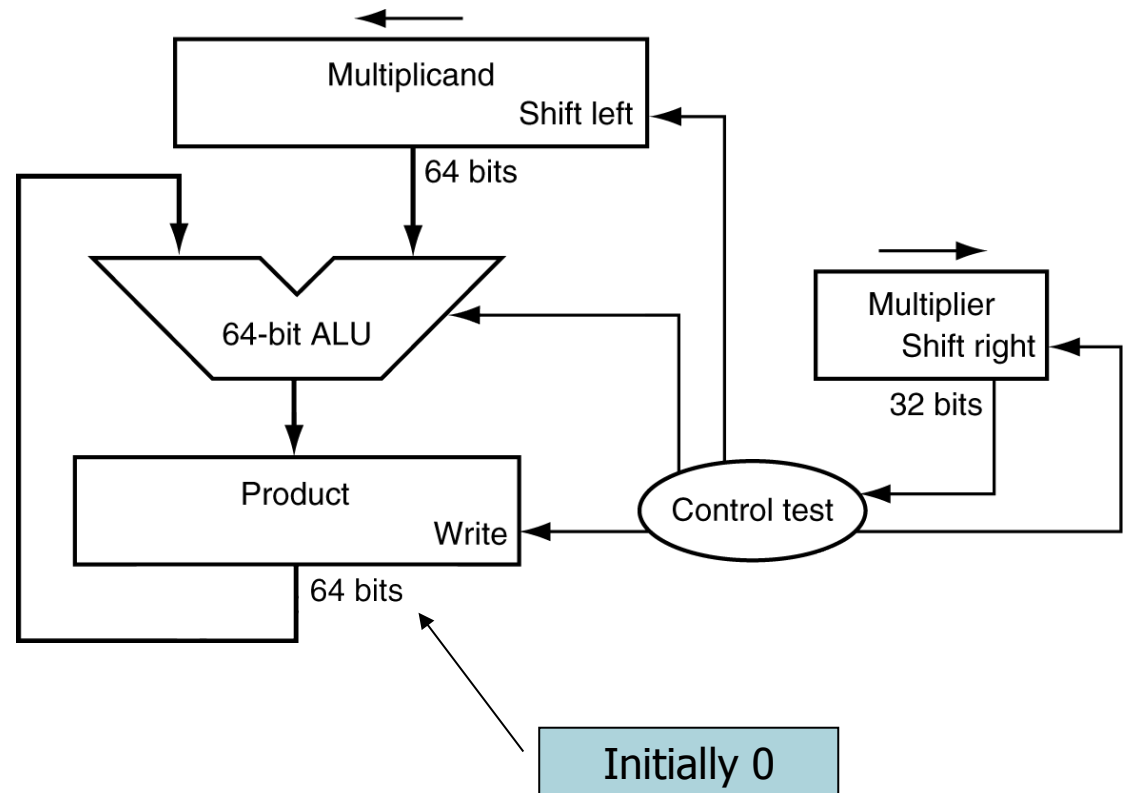 Multiplicand
Shift left
64 bits
64-bit ALU
Multiplier
Shift right
32 bits
Product
Write
Control test
64 bits
Initially 0